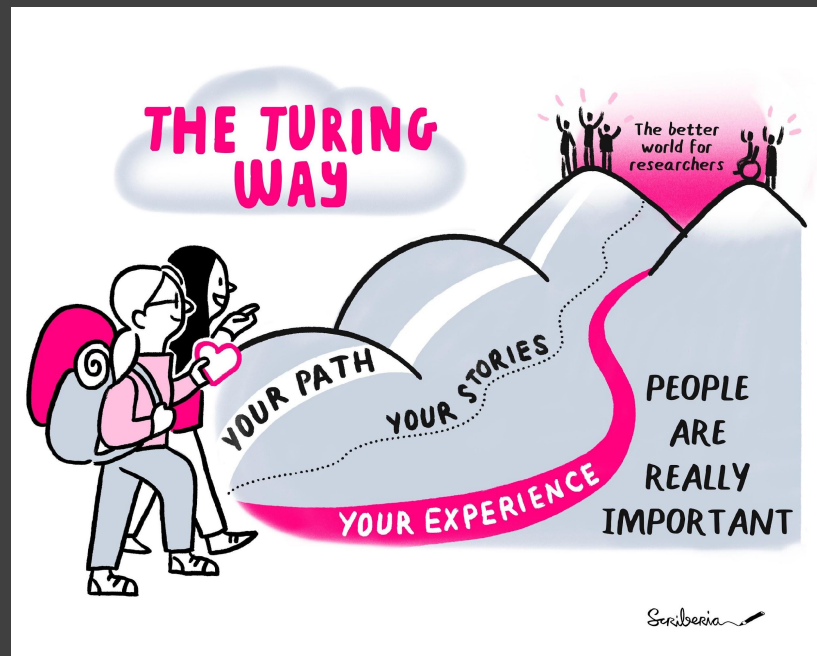 THE TURING
WAY
The better
world for
researchers
YOUR PATH
YOUR STORIES
YOUR EXPERIENCE
PEOPLE
ARE
REALLY
IMPORTANT
Scriberia